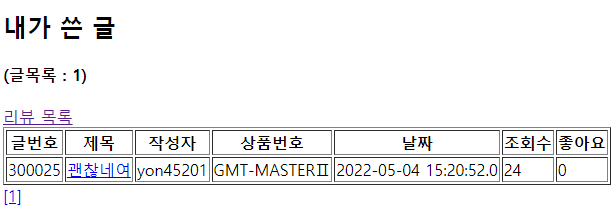 내가 쓴 글
(글목록 : 1)
리뷰 목록
글번호 제목 작성자 상품번호 날짜 조회수 좋아요
300025 괜찮네여 yon45201 GMT-MASTERⅡ 2022-05-04 15:20:52.0 24 0
[1]